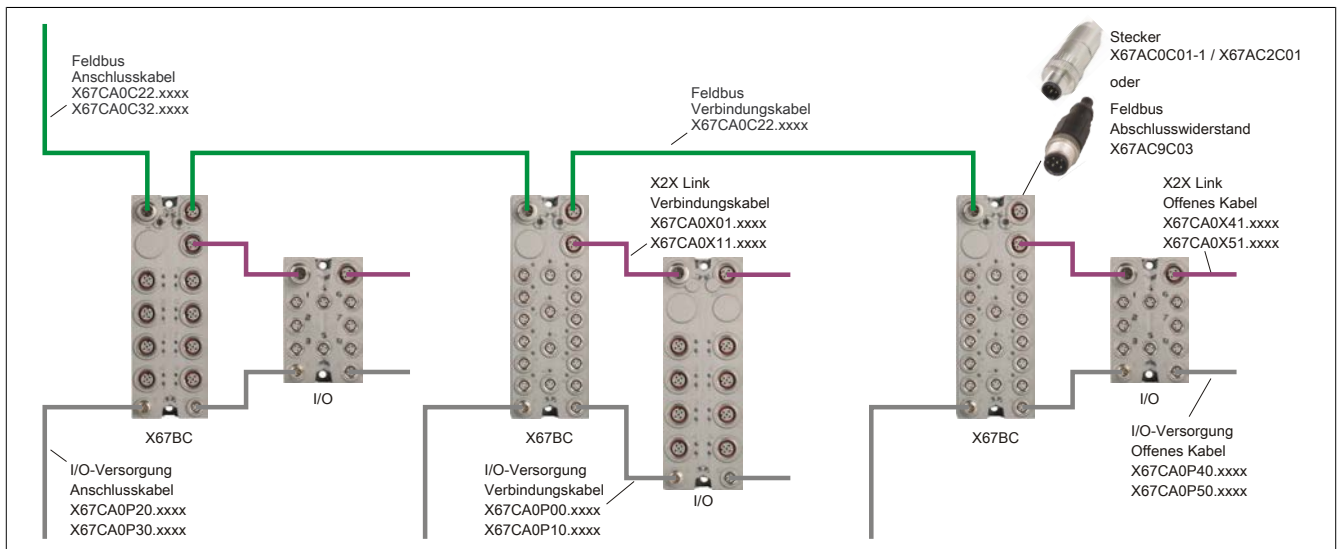 Feldbus
Anschlusskabel
X67CA0C22.xxxx
X67CA0C32.xxxx
Feldbus
Verbindungskabel
X67CA0C22.xxxx
Stecker
X67AC0C01-1 / X67AC2C01
oder
Feldbus
Abschlusswiderstand
X67AC9C03
X2X Link
Verbindungskabel
X67CA0X01.xxxx
X67CA0X11.xxxx
X2X Link
Offenes Kabel
X67CA0X41.xxxx
X67CA0X51.xxxx
I/O
I/O
I/O
X67BC
X67BC
X67BC
I/O-Versorgung
Anschlusskabel
X67CA0P20.xxxx
X67CA0P30.xxxx
I/O-Versorgung
Verbindungskabel
X67CA0P00.xxxx
X67CA0P10.xxxx
I/O-Versorgung
Offenes Kabel
X67CA0P40.xxxx
X67CA0P50.xxxx